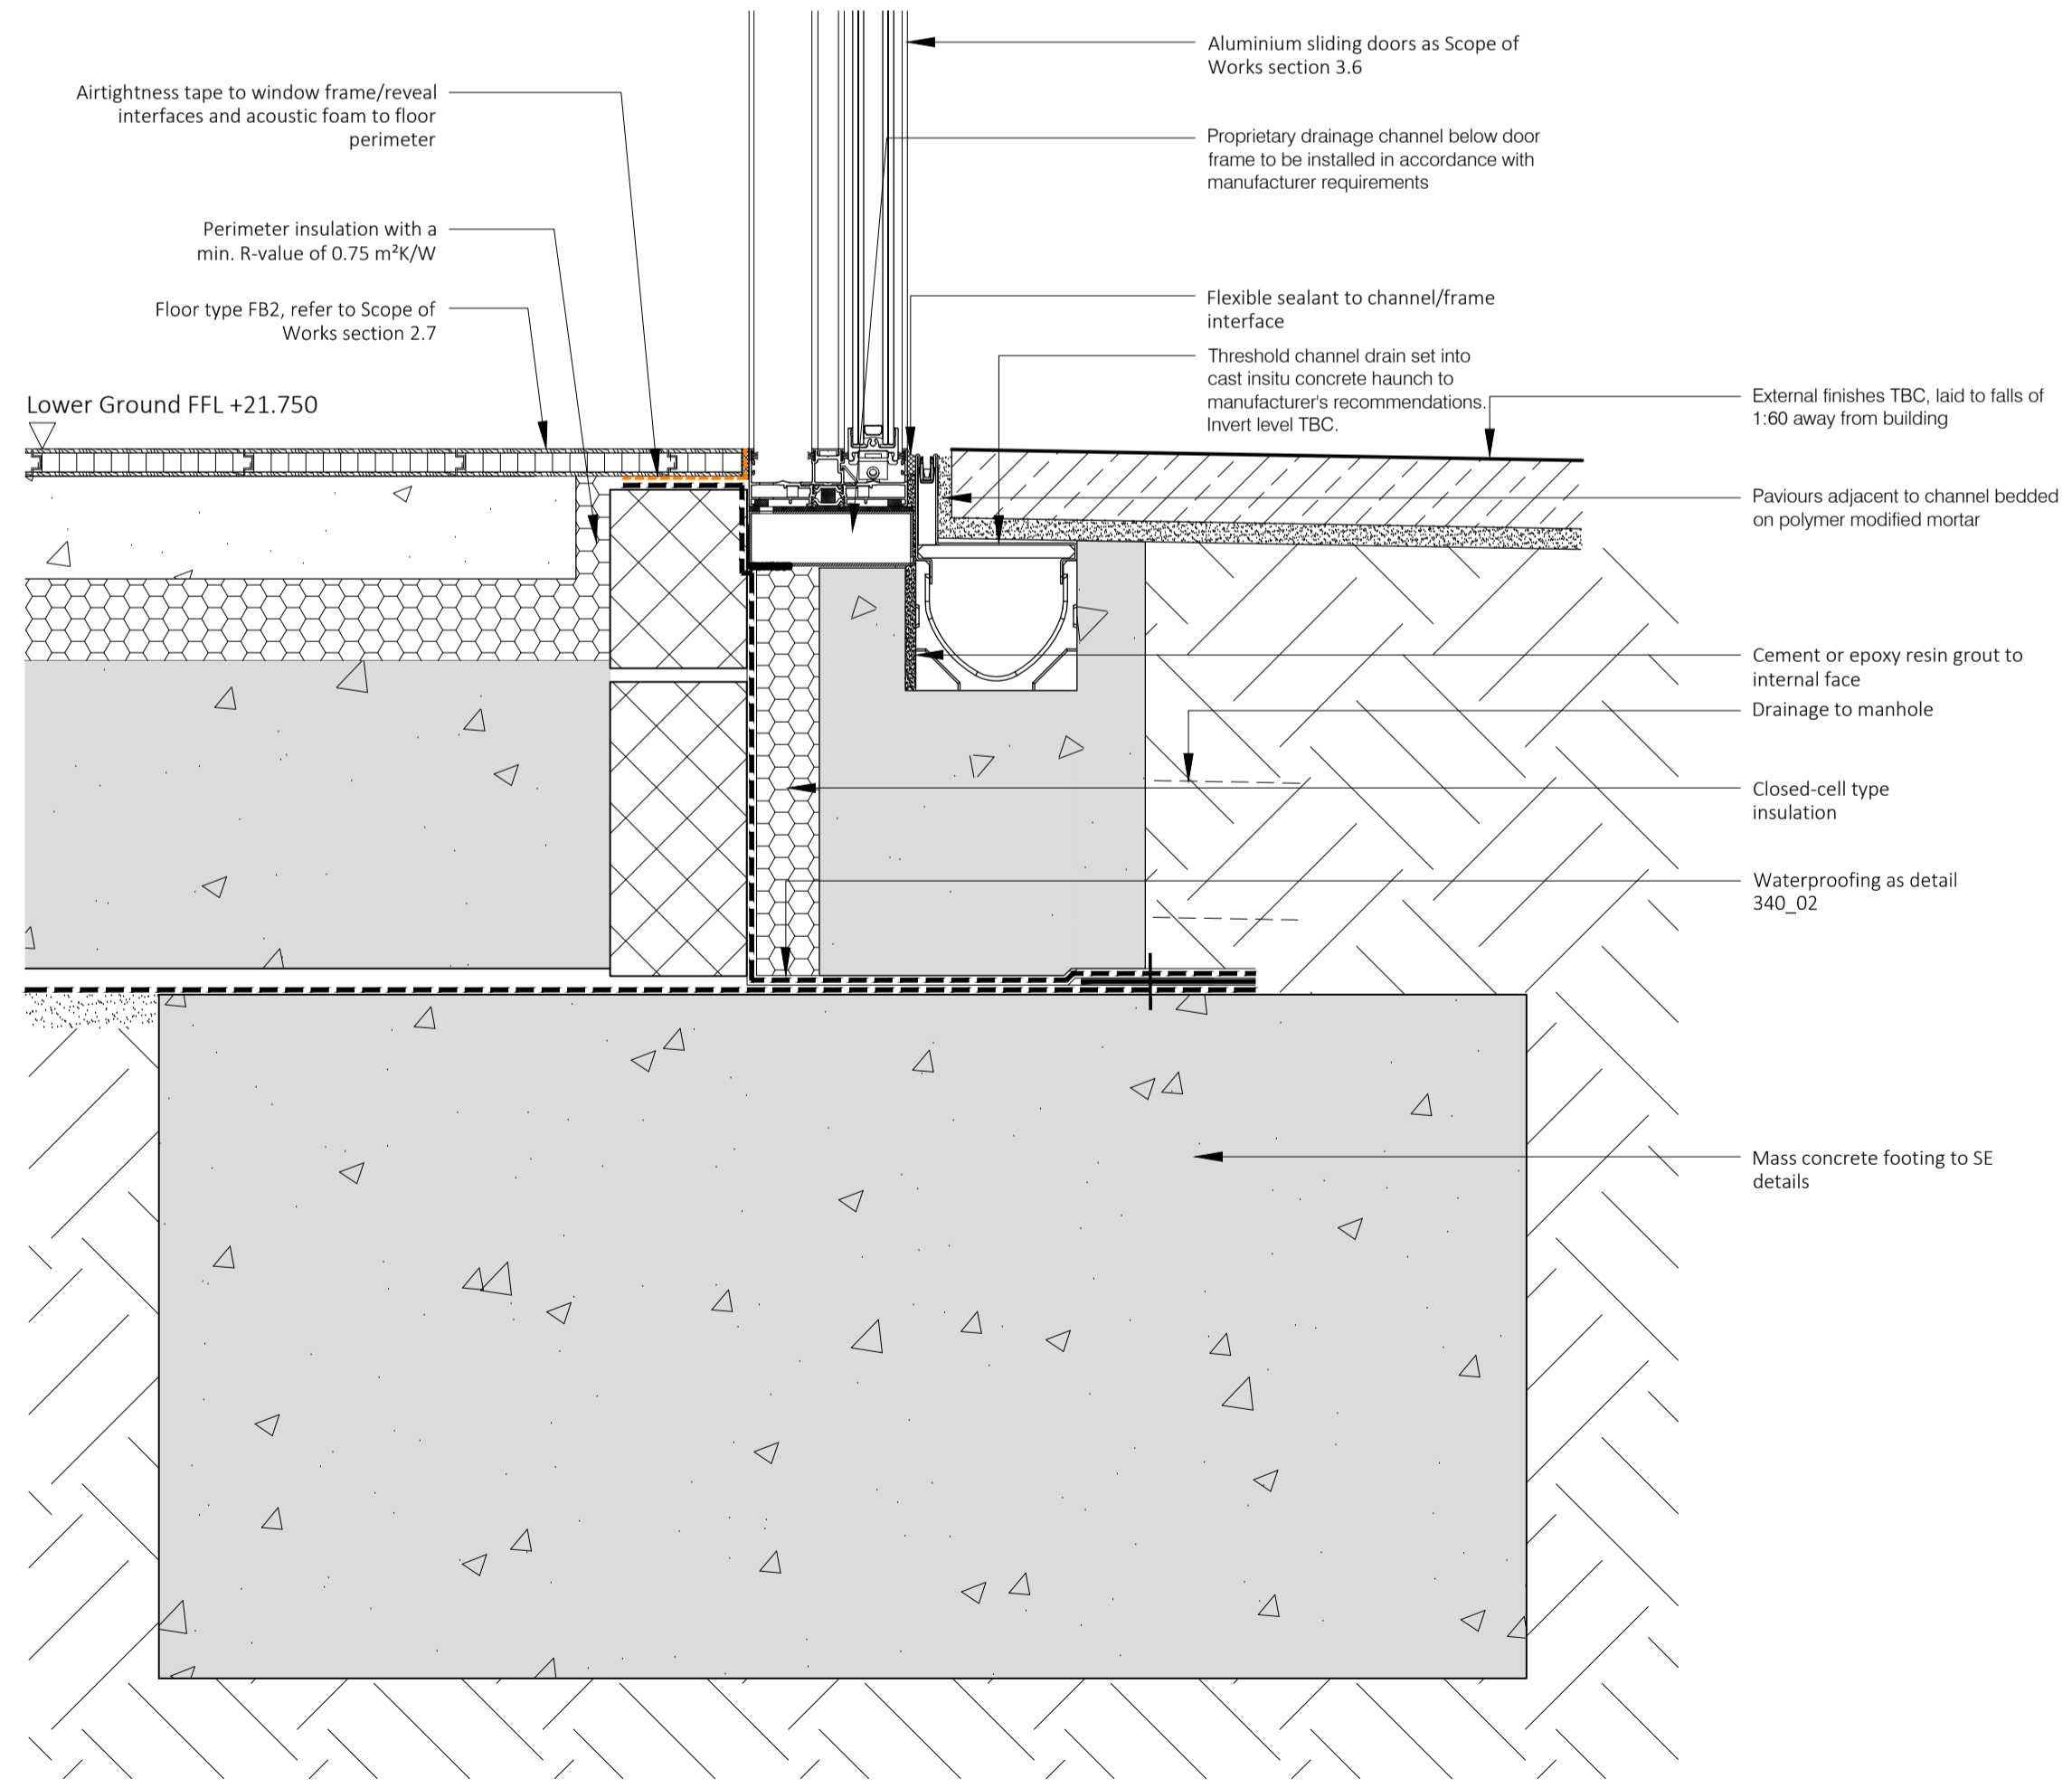 Airtightness tape to window frame/reveal
interfaces and acoustic foam to floor
perimeter
Perimeter insulation with a
min. R-value of 0.75 m²K/W
Floor type FB2, refer to Scope of
Works section 2.7
Lower Ground FFL +21.750
Aluminium sliding doors as Scope of
Works section 3.6
Proprietary drainage channel below door
frame to be installed in accordance with
manufacturer requirements
Flexible sealant to channel/frame
interface
Threshold channel drain set into
cast insitu concrete haunch to
manufacturer's recommendations.
Invert level TBC.
External finishes TBC, laid to falls of
1:60 away from building
Paviours adjacent to channel bedded
on polymer modified mortar
Cement or epoxy resin grout to
internal face
Drainage to manhole
Closed-cell type
insulation
Waterproofing as detail
340_02
Mass concrete footing to SE
details